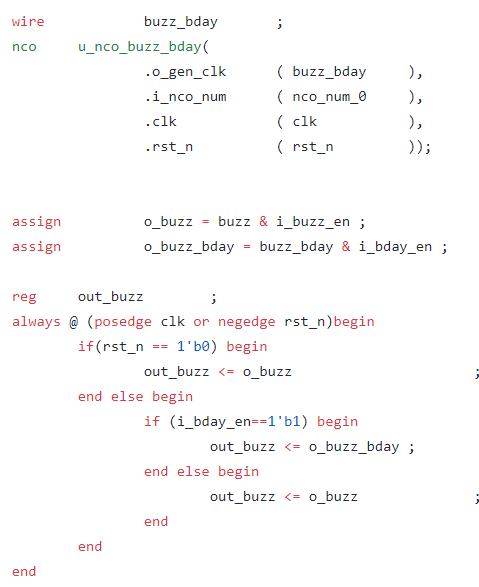 wire buzz_bday ;
nco u_nco_buzz_bday(
.o_gen_clk ( buzz_bday ),
.i_nco_num ( nco_num_0 ),
.clk ( clk ),
.rst_n ( rst_n ));
assign o_buzz = buzz & i_buzz_en ;
assign o_buzz_bday = buzz_bday & i_bday_en ;
reg out_buzz ;
always @ (posedge clk or negedge rst_n)begin
if(rst_n == 1'b0) begin
out_buzz <= o_buzz ;
end else begin
if (i_bday_en==1'b1) begin
out_buzz <= o_buzz_bday ;
end else begin
out_buzz <= o_buzz ;
end
end
end